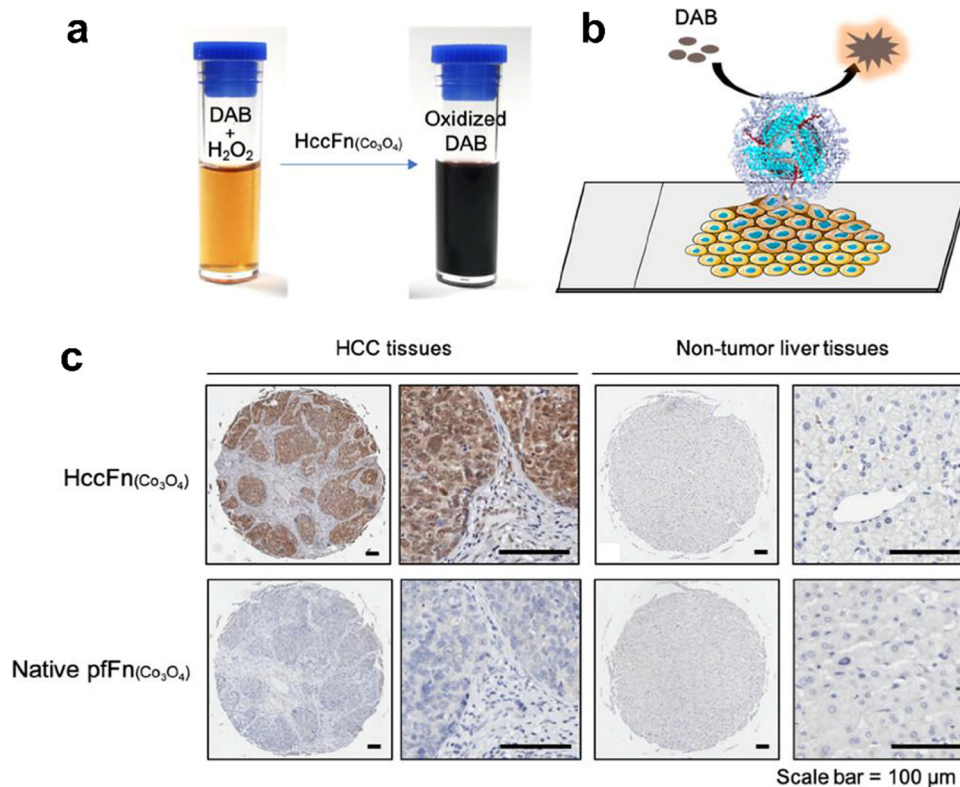 a
DAB
+
H₂O₂
HccFn(Co₃O₄)
Oxidized
DAB
b
DAB
c
HCC tissues
Non-tumor liver tissues
HccFn(Co₃O₄)
Native pfFn(Co₃O₄)
Scale bar = 100 µm